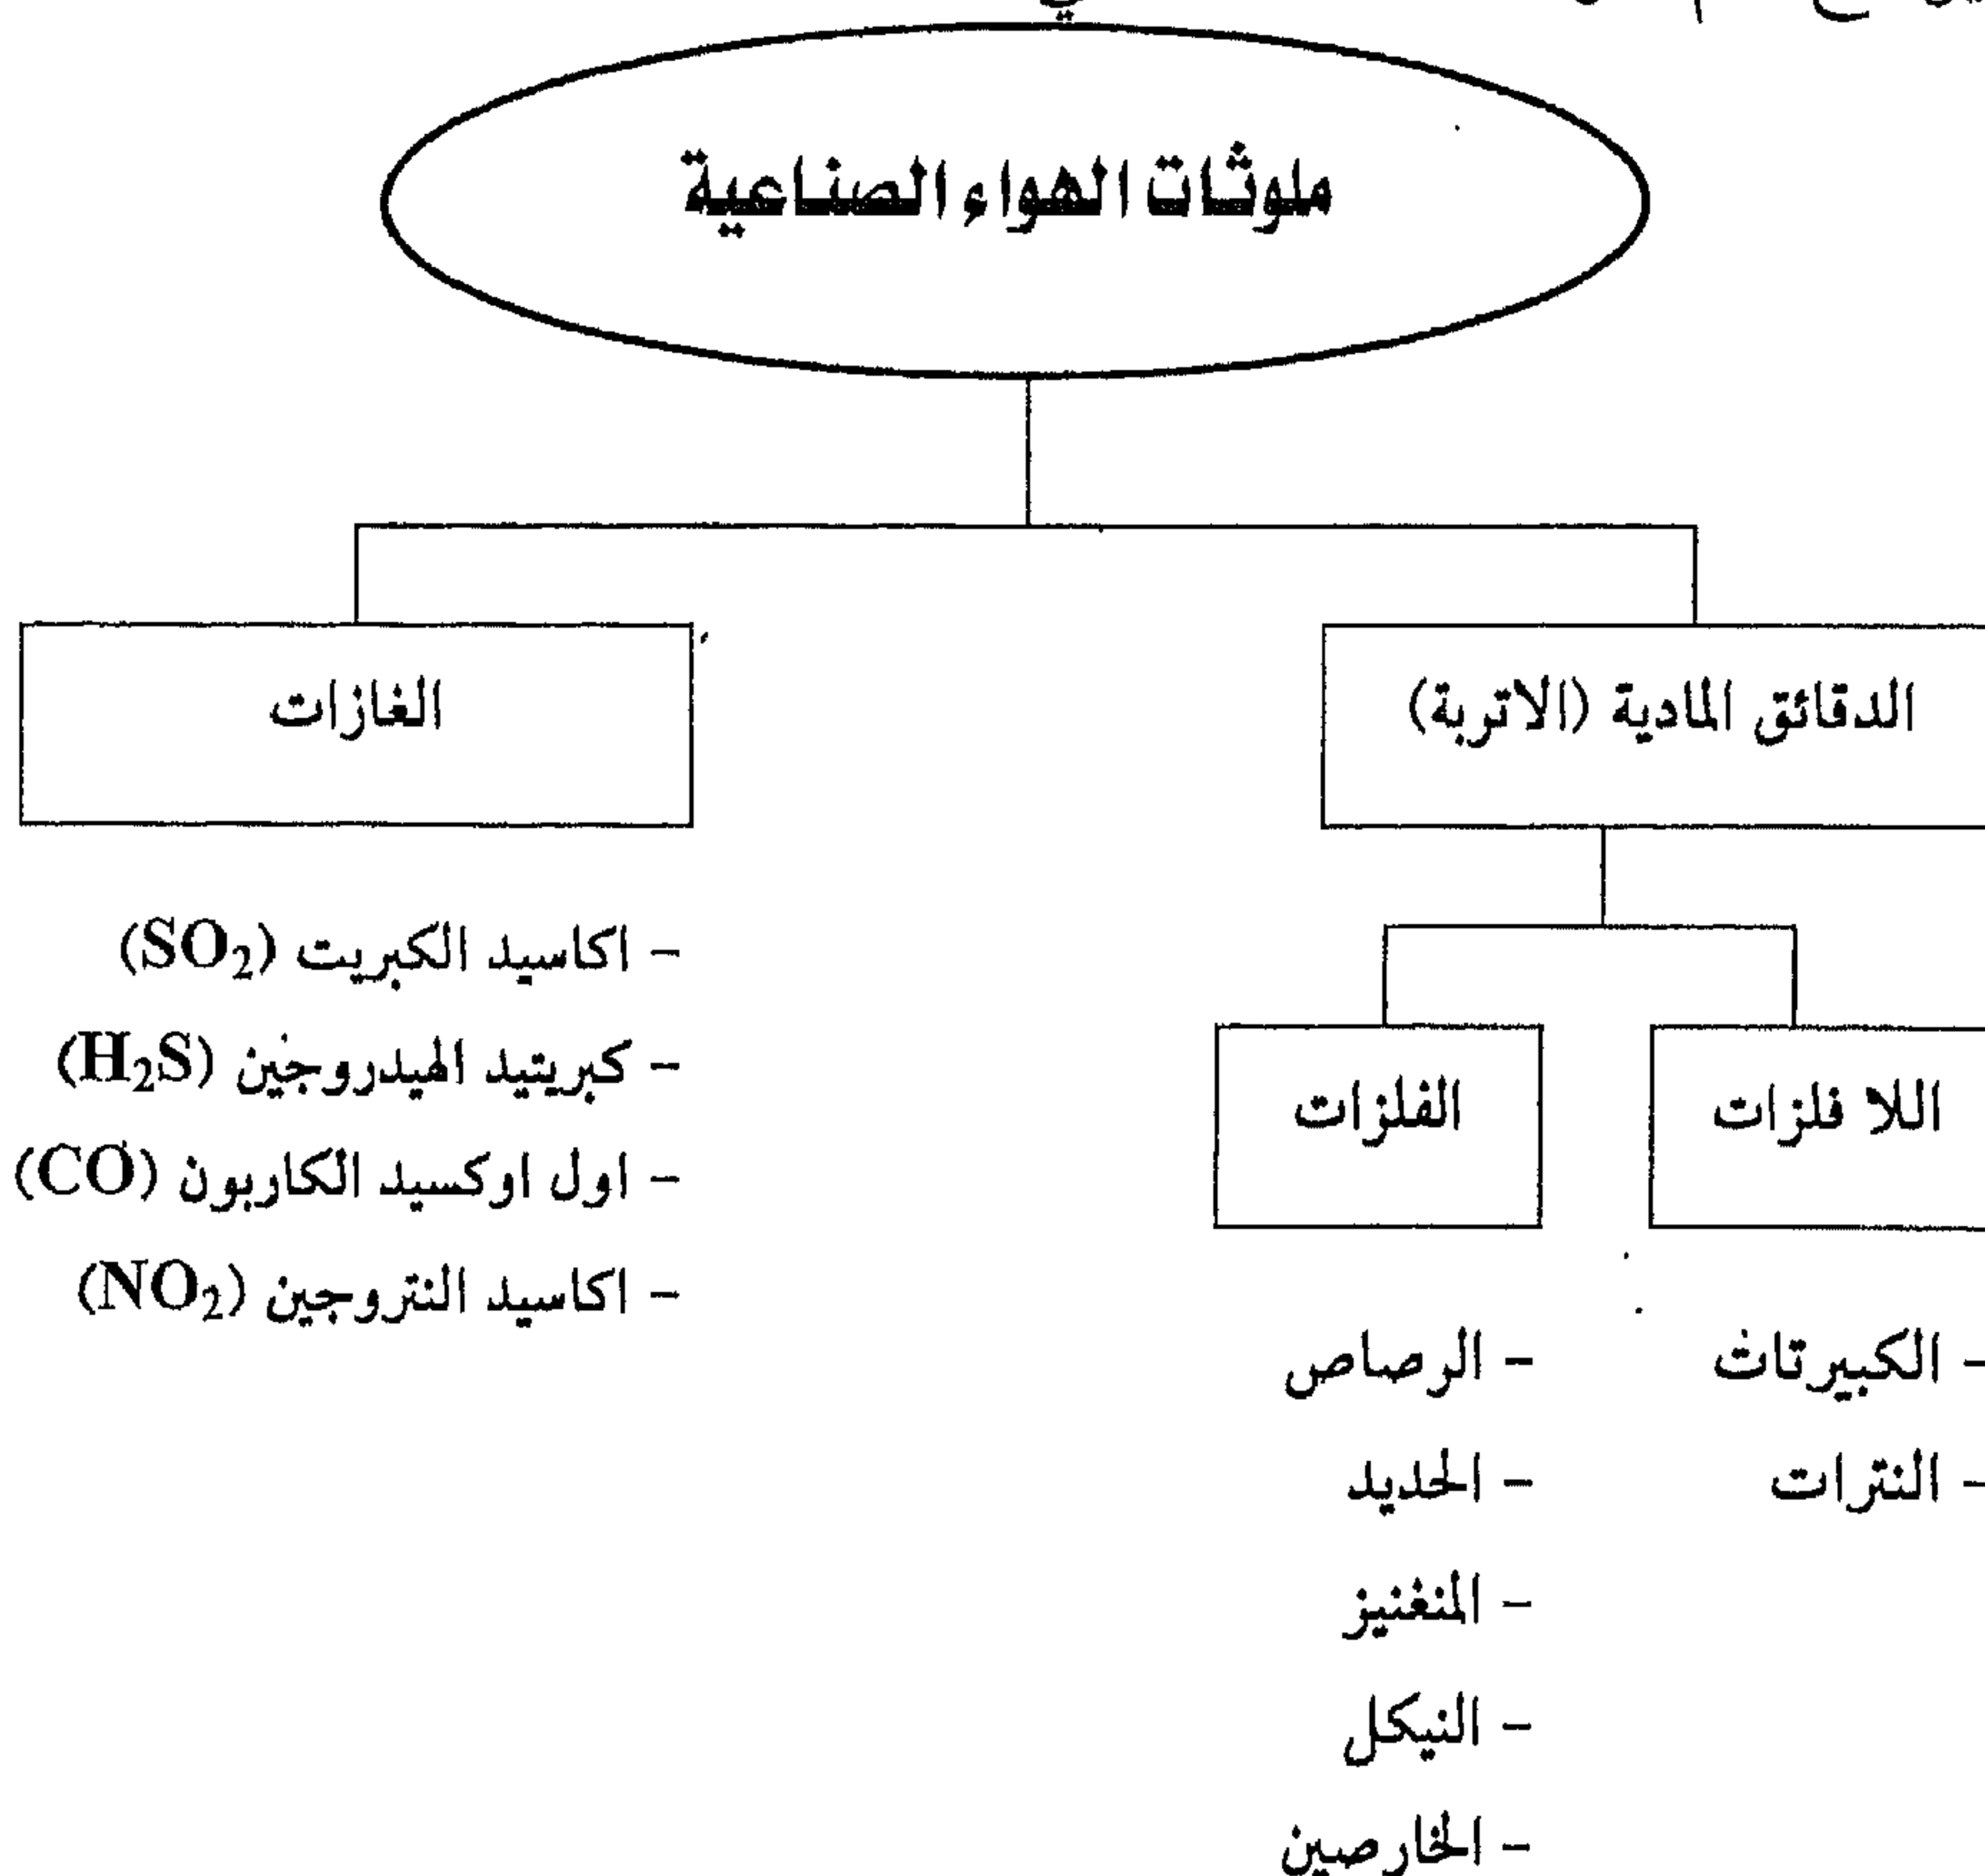 ملوثات الهواء الصناعية
الدقائق المادية (الاتربة)
الغازات
اللا فلزات
الفلزات
- الكبيرتات
- النترات
- الرصاص
- الحديد
- المنغنيز
- النيكل
- الخارصين
- اكاسيد الكبريت (SO₂)
- كبريتيد الهيدروجين (H₂S)
- اول اوكسيد الكاربون (CO)
- اكاسيد النتروجين (NO₂)